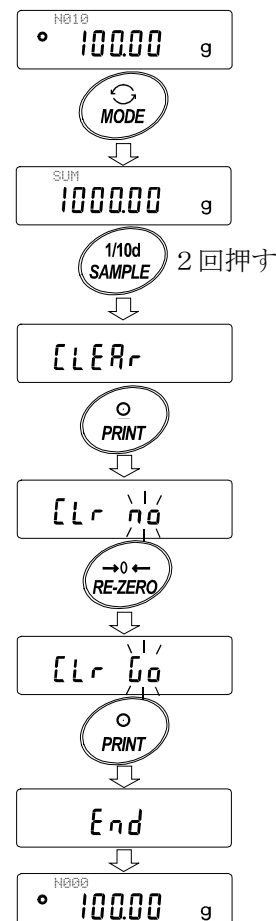 N010
100.00 g
MODE
SUM
1000.00 g
1/10d
SAMPLE
2回押す
CLEAr
PRINT
CLr no
→0←
RE-ZERO
CLr Go
PRINT
End
N000
100.00 g